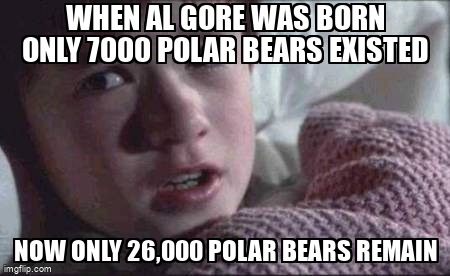 WHEN AL GORE WAS BORN
ONLY 7000 POLAR BEARS EXISTED
NOW ONLY 26,000 POLAR BEARS REMAIN
imgflip.com